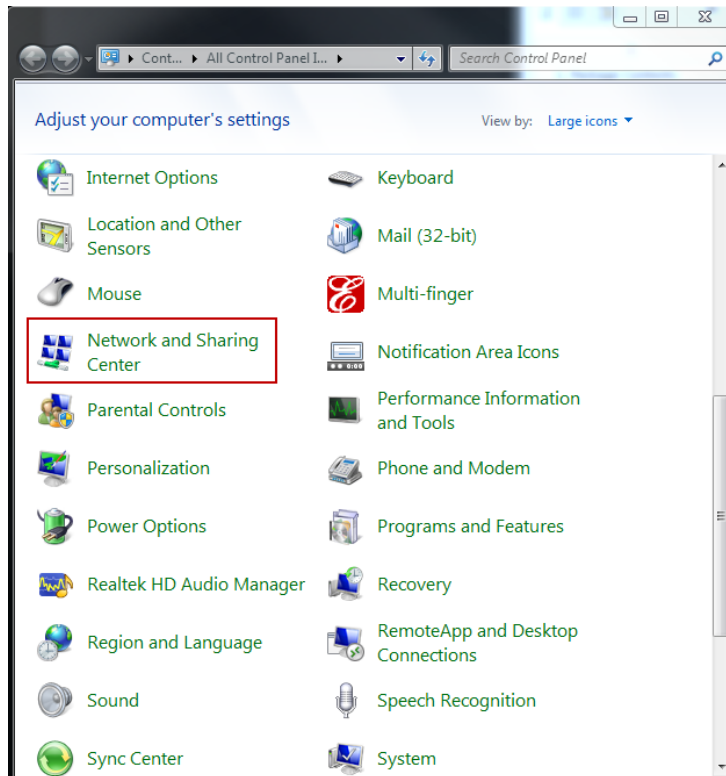 Cont... All Control Panel I...
Search Control Panel
Adjust your computer's settings
View by: Large icons
Internet Options
Keyboard
Location and Other
Sensors
Mail (32-bit)
Mouse
Multi-finger
Network and Sharing
Center
Notification Area Icons
Parental Controls
Performance Information
and Tools
Personalization
Phone and Modem
Power Options
Programs and Features
Realtek HD Audio Manager
Recovery
Region and Language
RemoteApp and Desktop
Connections
Sound
Speech Recognition
Sync Center
System